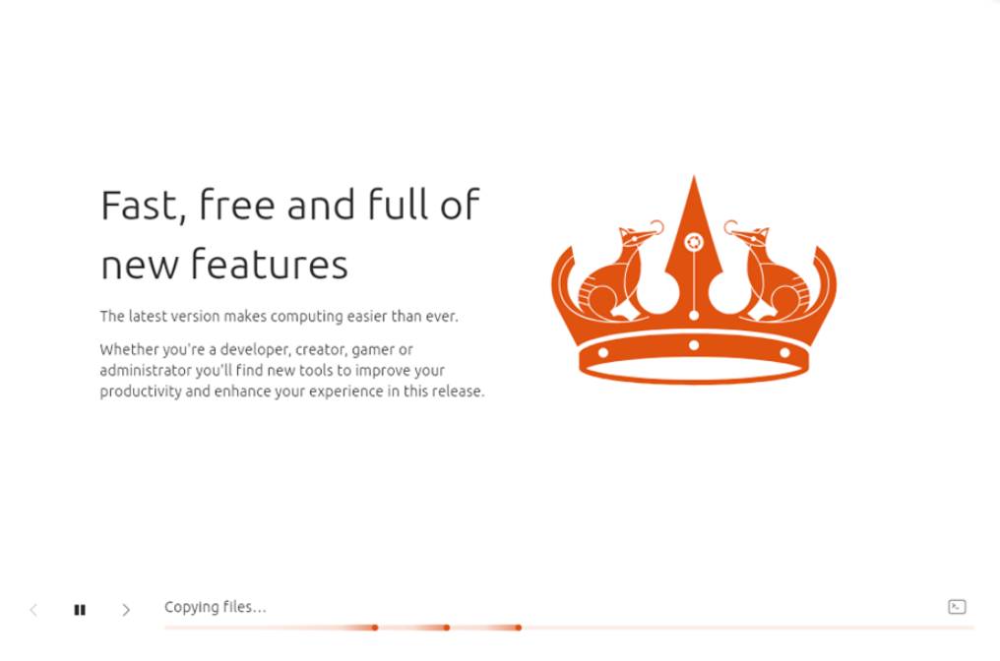 Fast, free and full of
new features
The latest version makes computing easier than ever.
Whether you're a developer, creator, gamer or
administrator you'll find new tools to improve your
productivity and enhance your experience in this release.
Copying files...